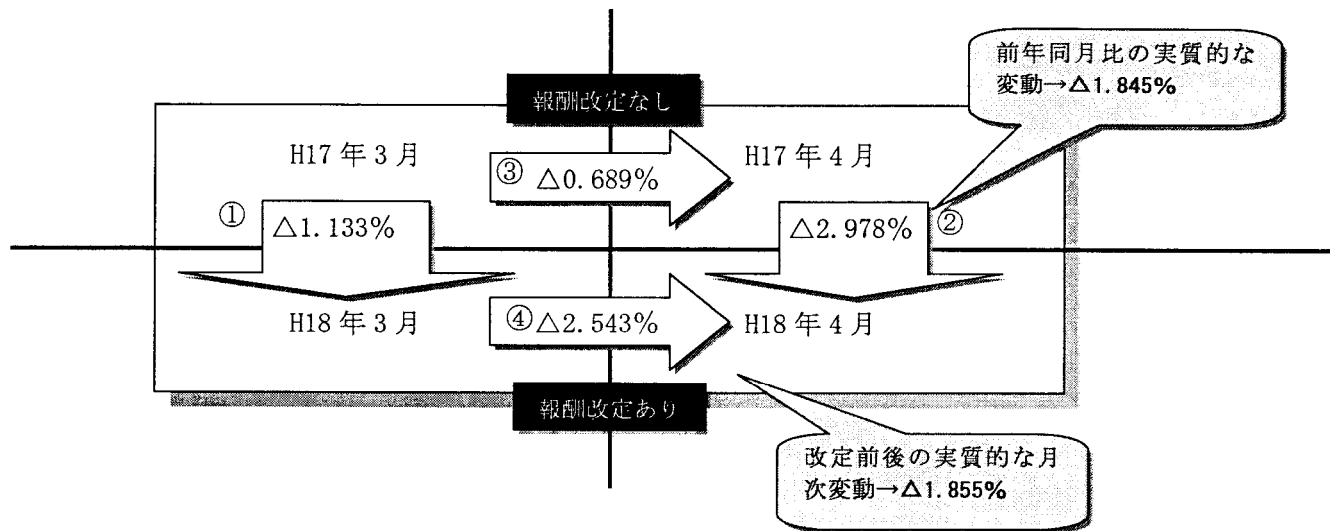 前年同月比の実質的な
変動→△1.845%
報酬改定なし
H17年3月
③ △0.689%
H17年4月
① △1.133%
△2.978% ②
H18年3月
④ △2.543%
H18年4月
報酬改定あり
改定前後の実質的な月
次変動→△1.855%